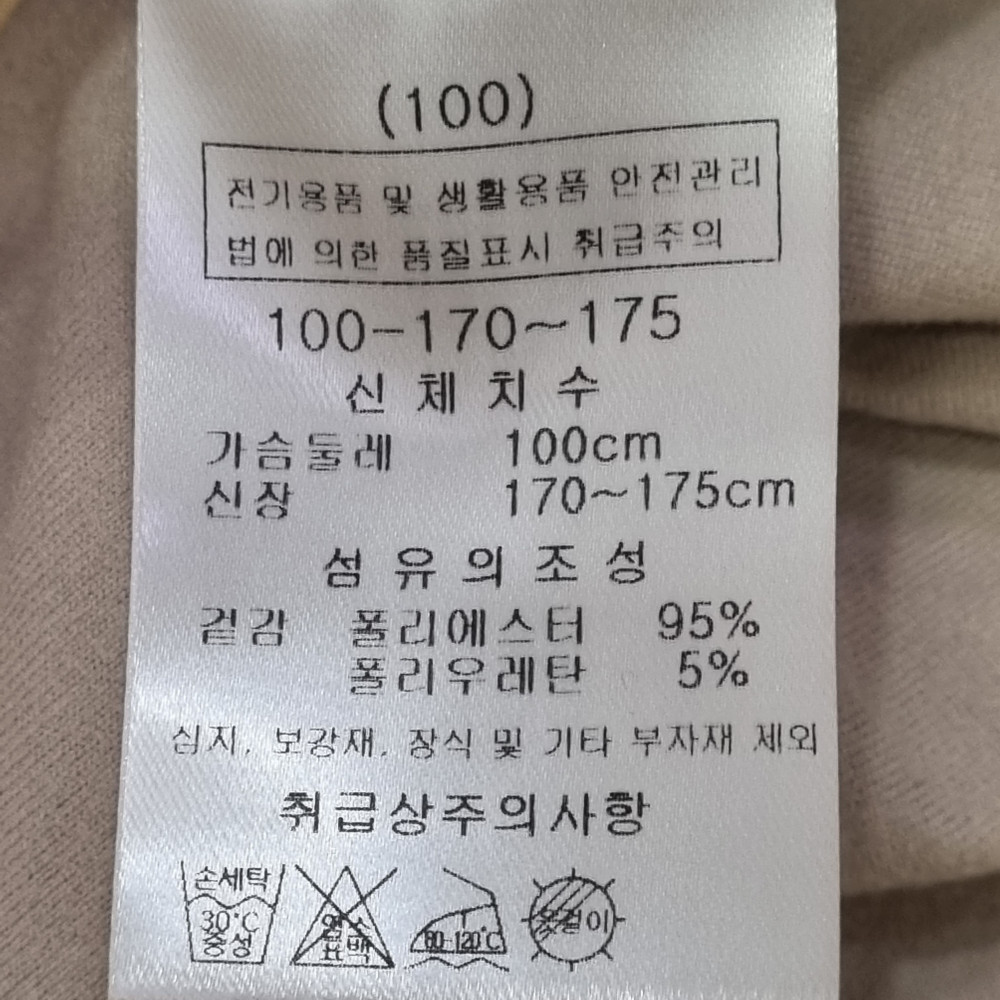 (100)
전기용품 및 생활용품 안전관리
법에 의한 품질표시 취급주의
100-170~175
신체치수
가슴둘레 100cm
신장 170~175cm
섬유의조성
겉감 폴리에스터 95%
폴리우레탄 5%
심지, 보강재, 장식 및 기타 부자재 제외
취급상주의사항
손세탁
30°C
중성
염소
표백
80-120°C
옷걸이